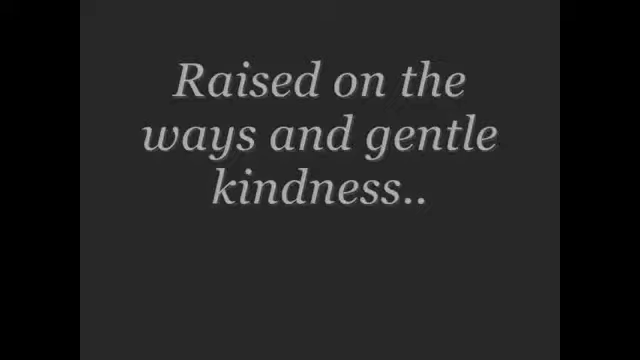 Raised on the
ways and gentle
kindness..